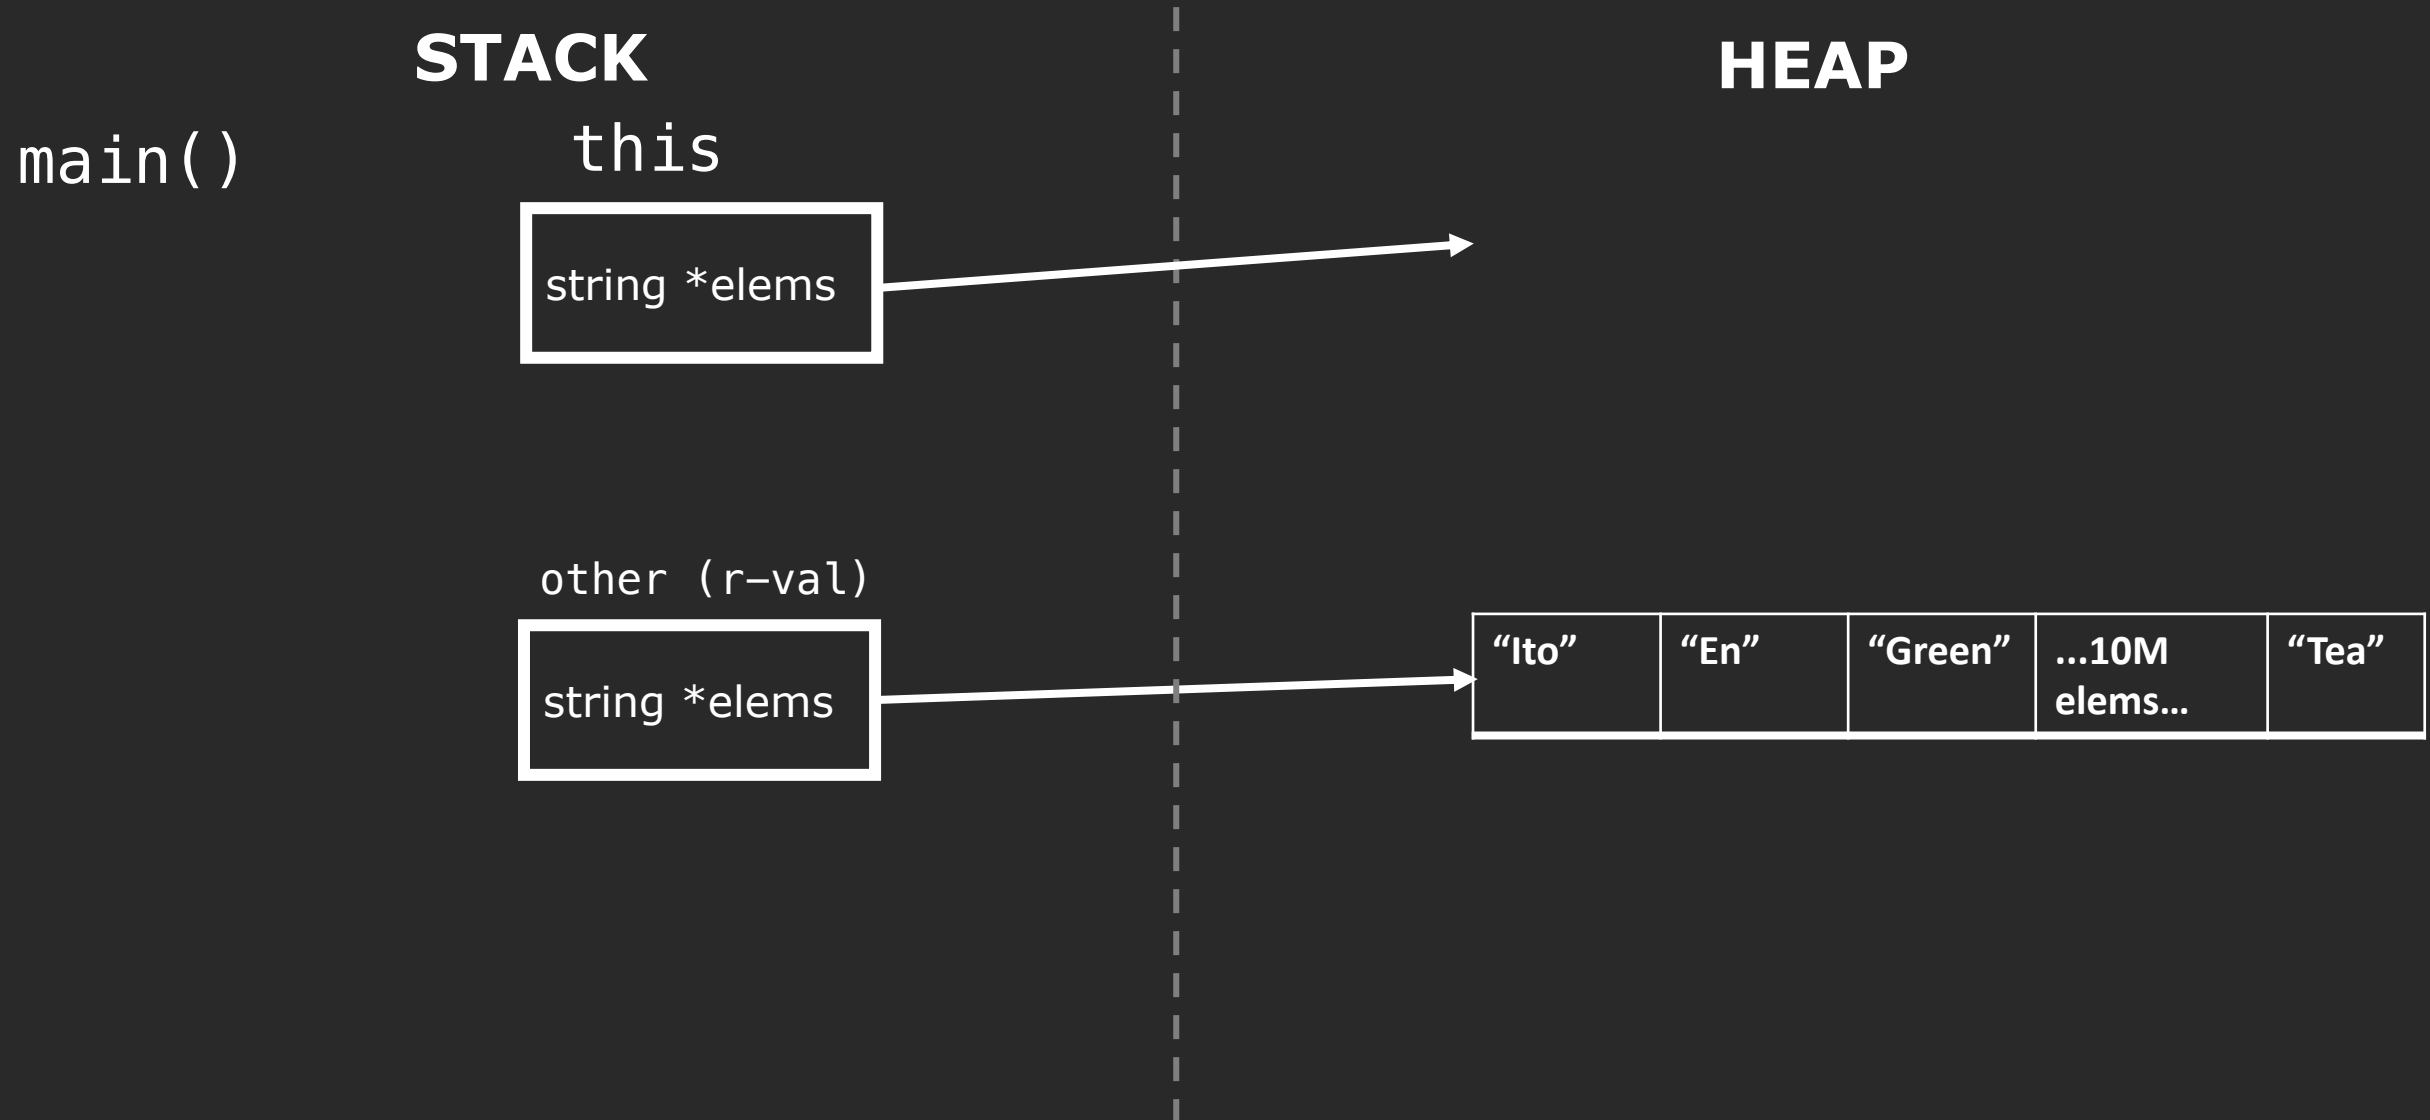 STACK
HEAP
main()
this
string *elems
other (r-val)
string *elems
“Ito”
“En”
“Green”
...10M
elems...
“Tea”